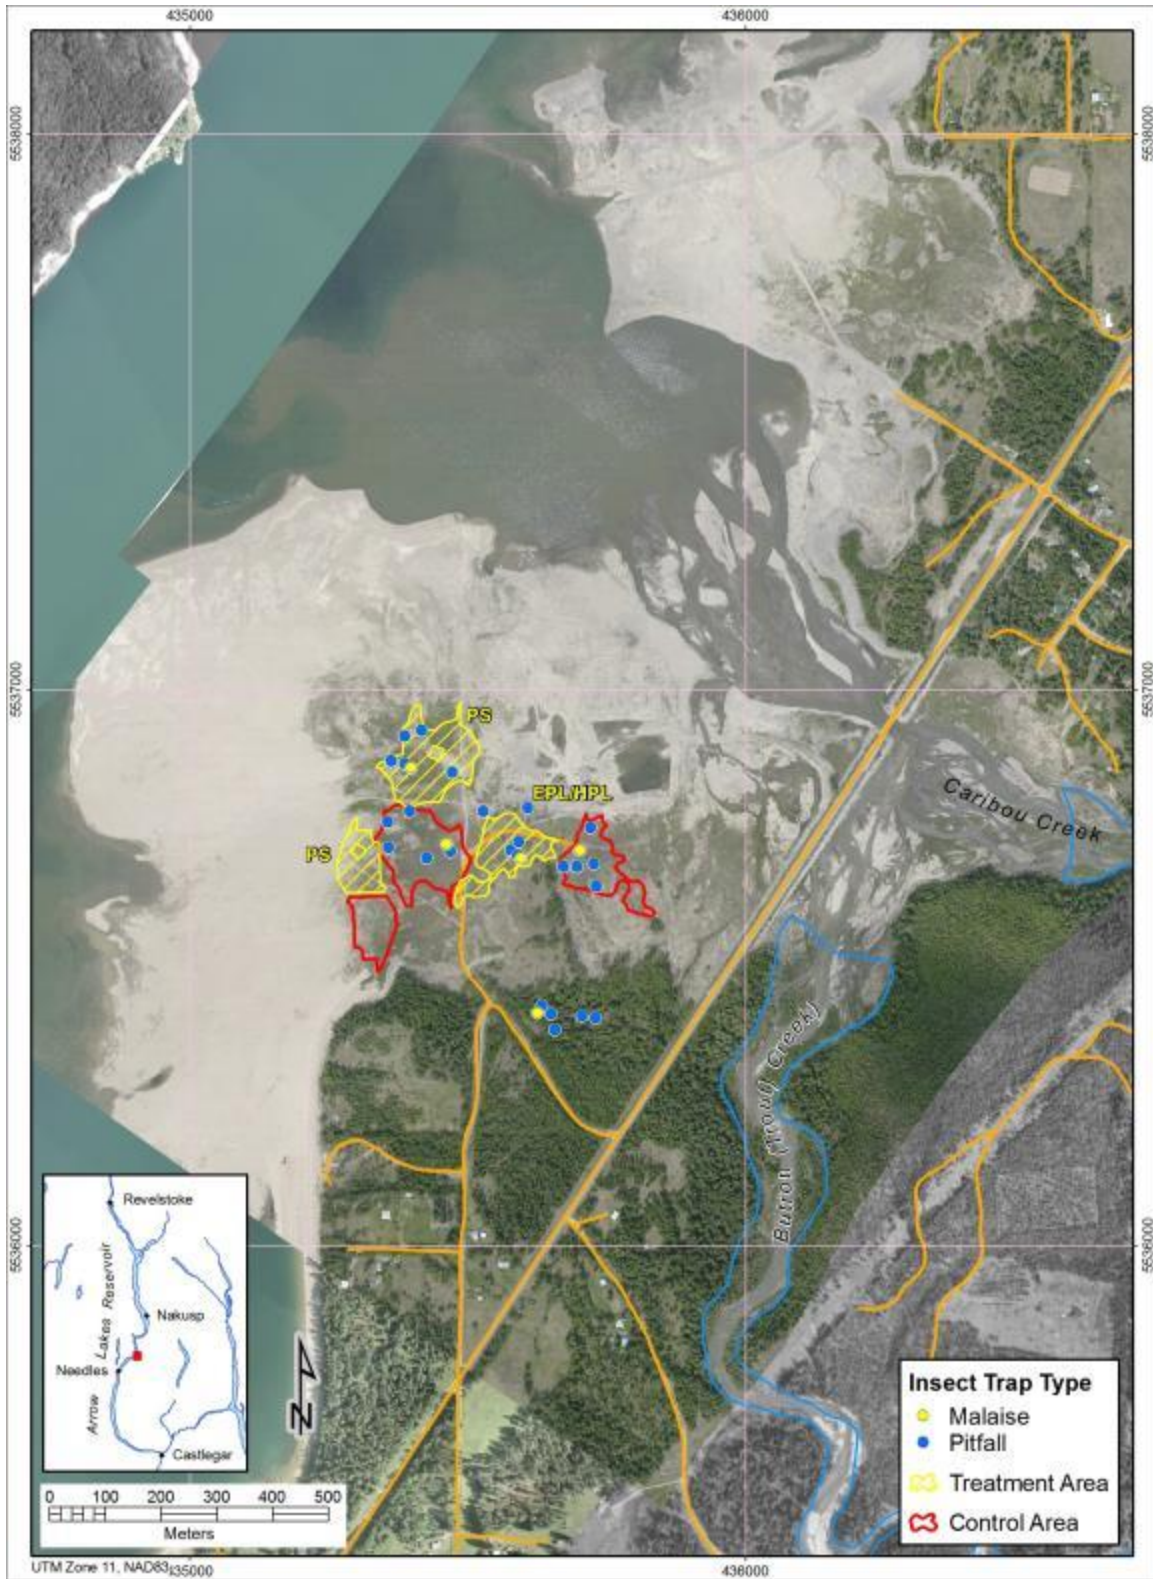 435000
436000
5538000
5538000
5537000
5537000
PS
EPL/HPL
PS
Caribou Creek
Button (Trout Creek)
5536000
5536000
Revelstoke
Nakusp
Needles
Castlegar
Arrow Lakes Reservoir
N
0 100 200 300 400 500
Meters
Insect Trap Type
Malaise
Pitfall
Treatment Area
Control Area
UTM Zone 11, NAD83
435000
436000